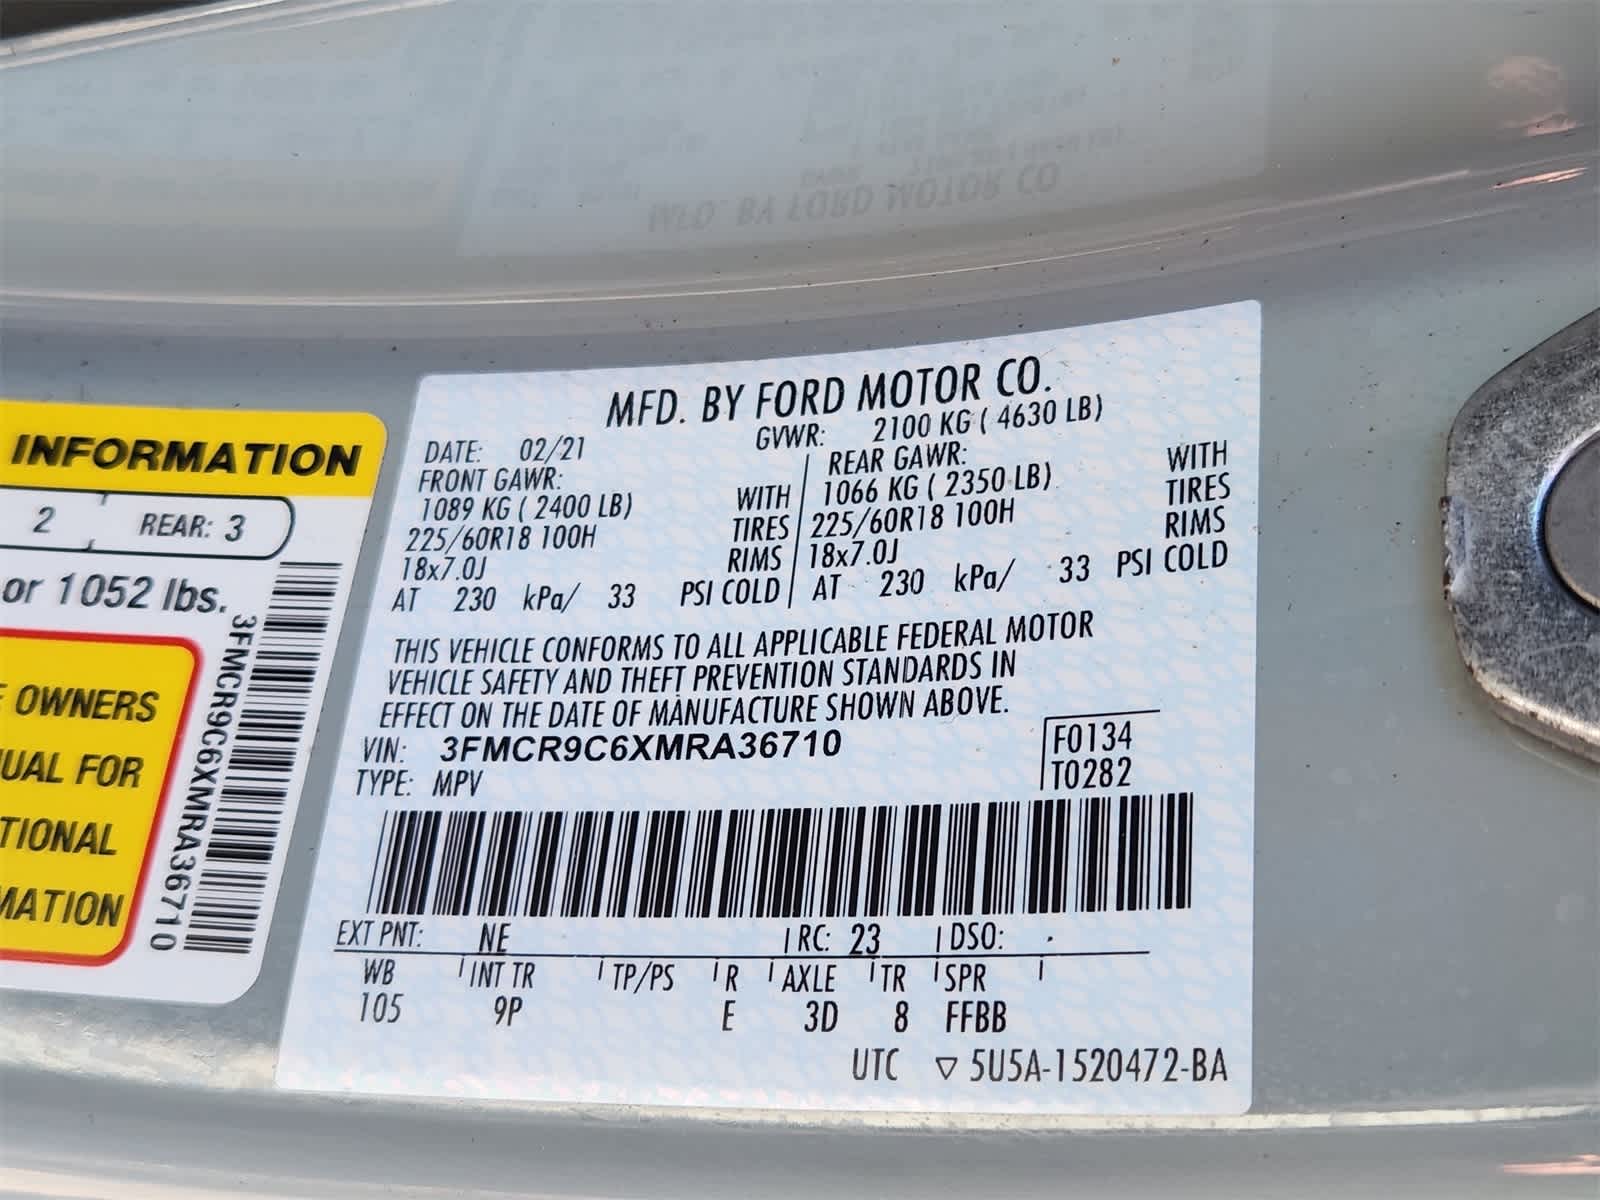 INFORMATION
2 REAR: 3
or 1052 lbs.
OWNERS
UAL FOR
TIONAL
MATION
3FMCR9C6XMRA36710
MFD. BY FORD MOTOR CO.
DATE: 02/21 GVWR: 2100 KG ( 4630 LB)
FRONT GAWR: REAR GAWR:
1089 KG ( 2400 LB) WITH 1066 KG ( 2350 LB) WITH
225/60R18 100H TIRES 225/60R18 100H TIRES
18x7.0J RIMS 18x7.0J RIMS
AT 230 kPa/ 33 PSI COLD AT 230 kPa/ 33 PSI COLD
THIS VEHICLE CONFORMS TO ALL APPLICABLE FEDERAL MOTOR
VEHICLE SAFETY AND THEFT PREVENTION STANDARDS IN
EFFECT ON THE DATE OF MANUFACTURE SHOWN ABOVE.
VIN: 3FMCR9C6XMRA36710 F0134
TYPE: MPV T0282
EXT PNT: NE RC: 23 DSO:
WB INT TR TP/PS R AXLE TR SPR
105 9P E 3D 8 FFBB
UTC ▽ 5U5A-1520472-BA